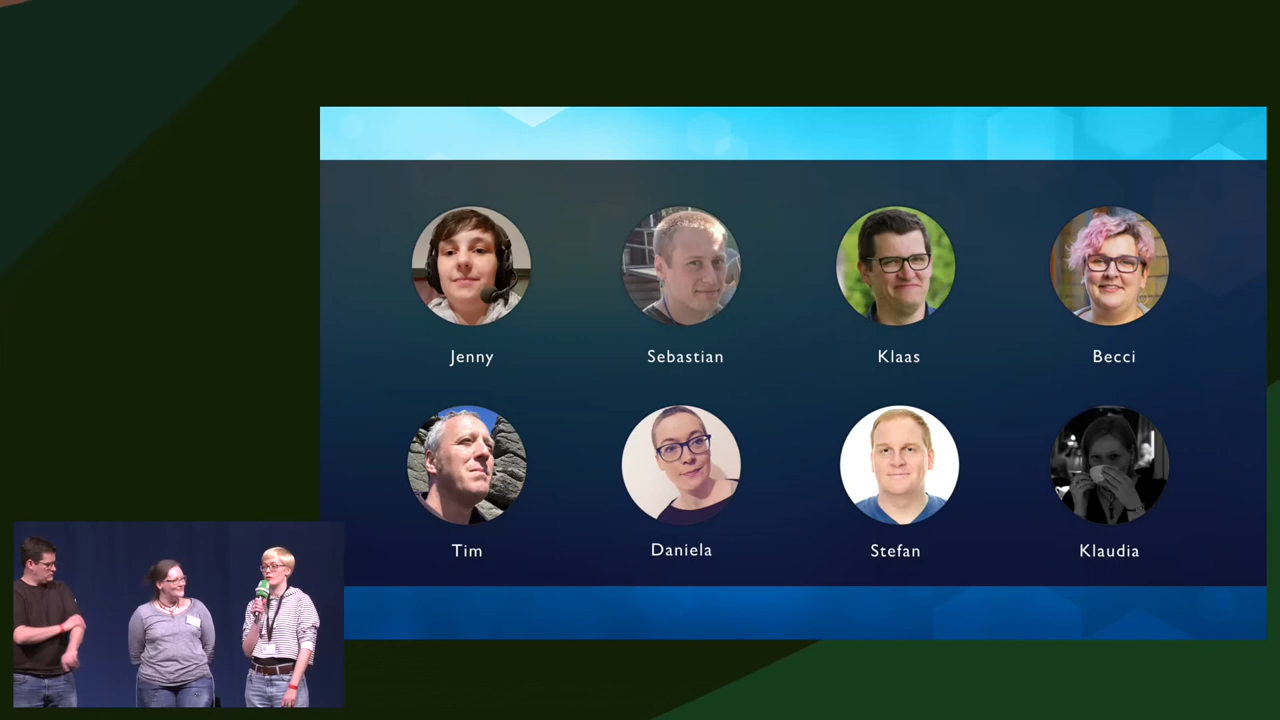 Jenny
Sebastian
Klaas
Becci
Tim
Daniela
Stefan
Klaudia